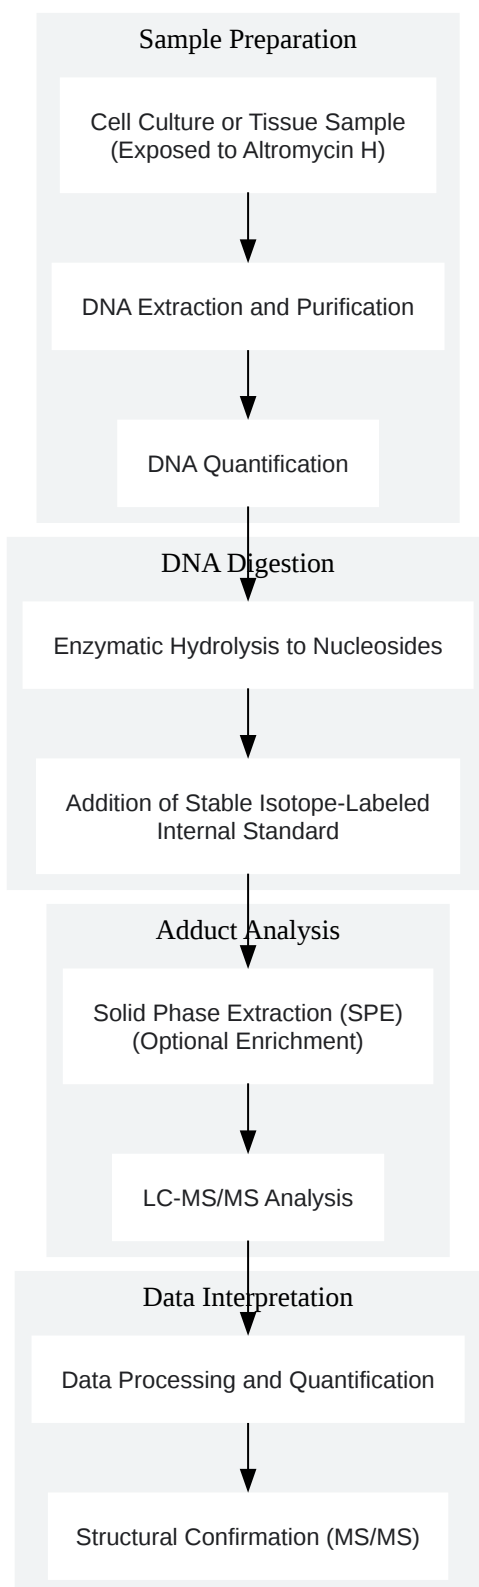 Sample Preparation
Cell Culture or Tissue Sample
(Exposed to Altromycin H)
DNA Extraction and Purification
DNA Quantification
DNA Digestion
Enzymatic Hydrolysis to Nucleosides
Addition of Stable Isotope-Labeled
Internal Standard
Adduct Analysis
Solid Phase Extraction (SPE)
(Optional Enrichment)
LC-MS/MS Analysis
Data Interpretation
Data Processing and Quantification
Structural Confirmation (MS/MS)